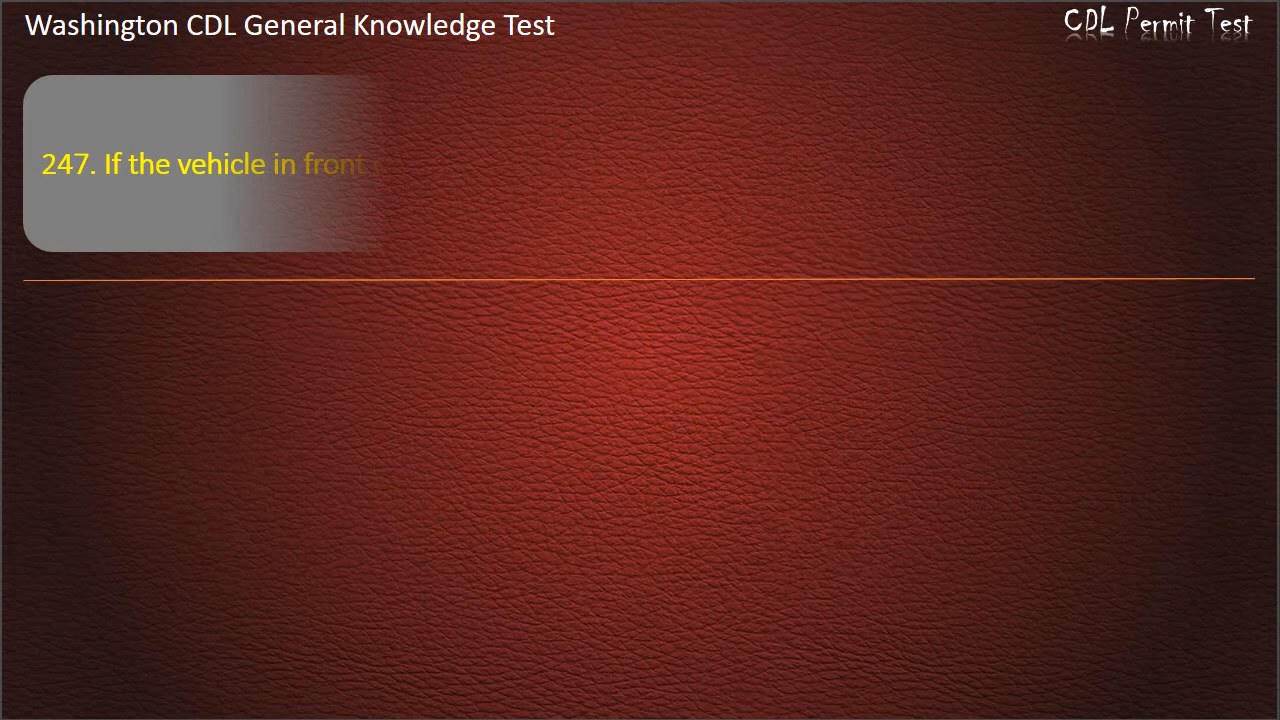 Washington CDL General Knowledge Test
CDL Permit Test
247. If the vehicle in front